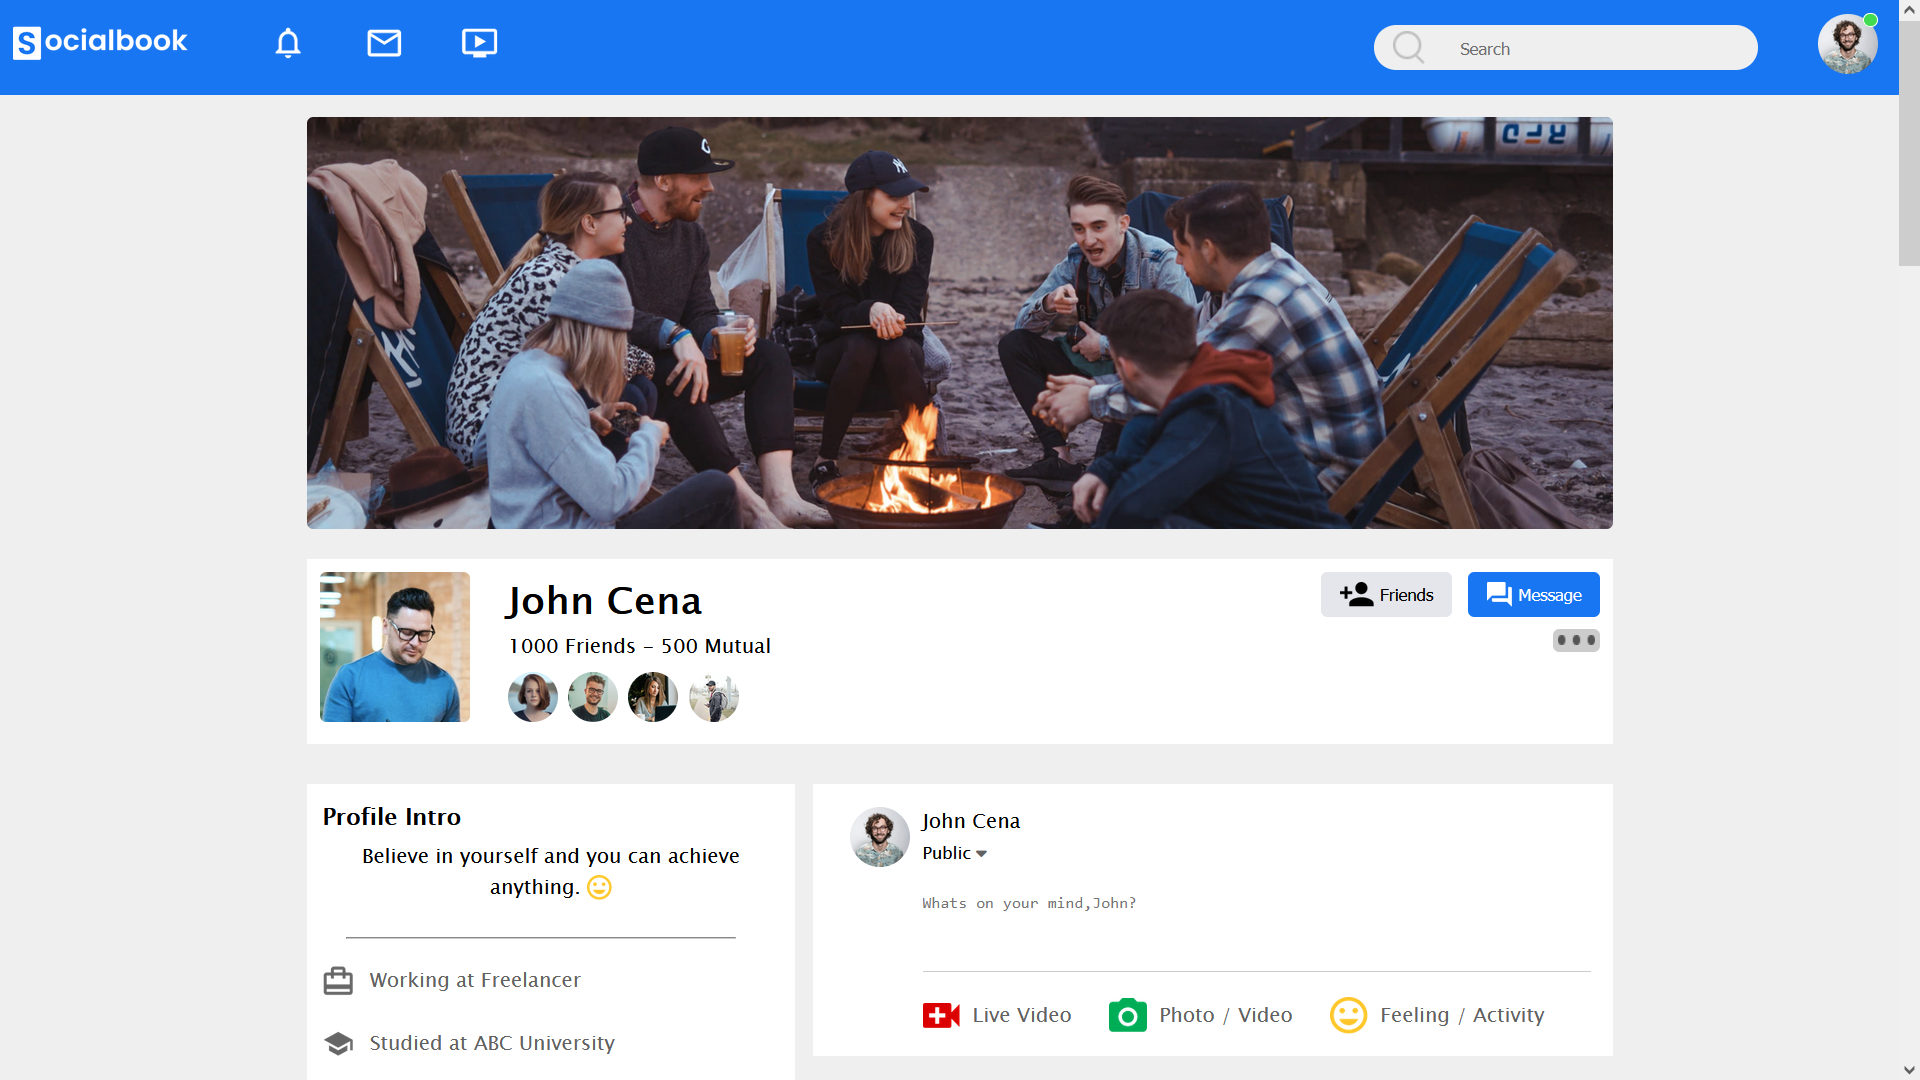 Socialbook
Search
John Cena
1000 Friends - 500 Mutual
Friends
Message
Profile Intro
Believe in yourself and you can achieve
anything.
Working at Freelancer
Studied at ABC University
John Cena
Public
Whats on your mind,John?
Live Video
Photo / Video
Feeling / Activity